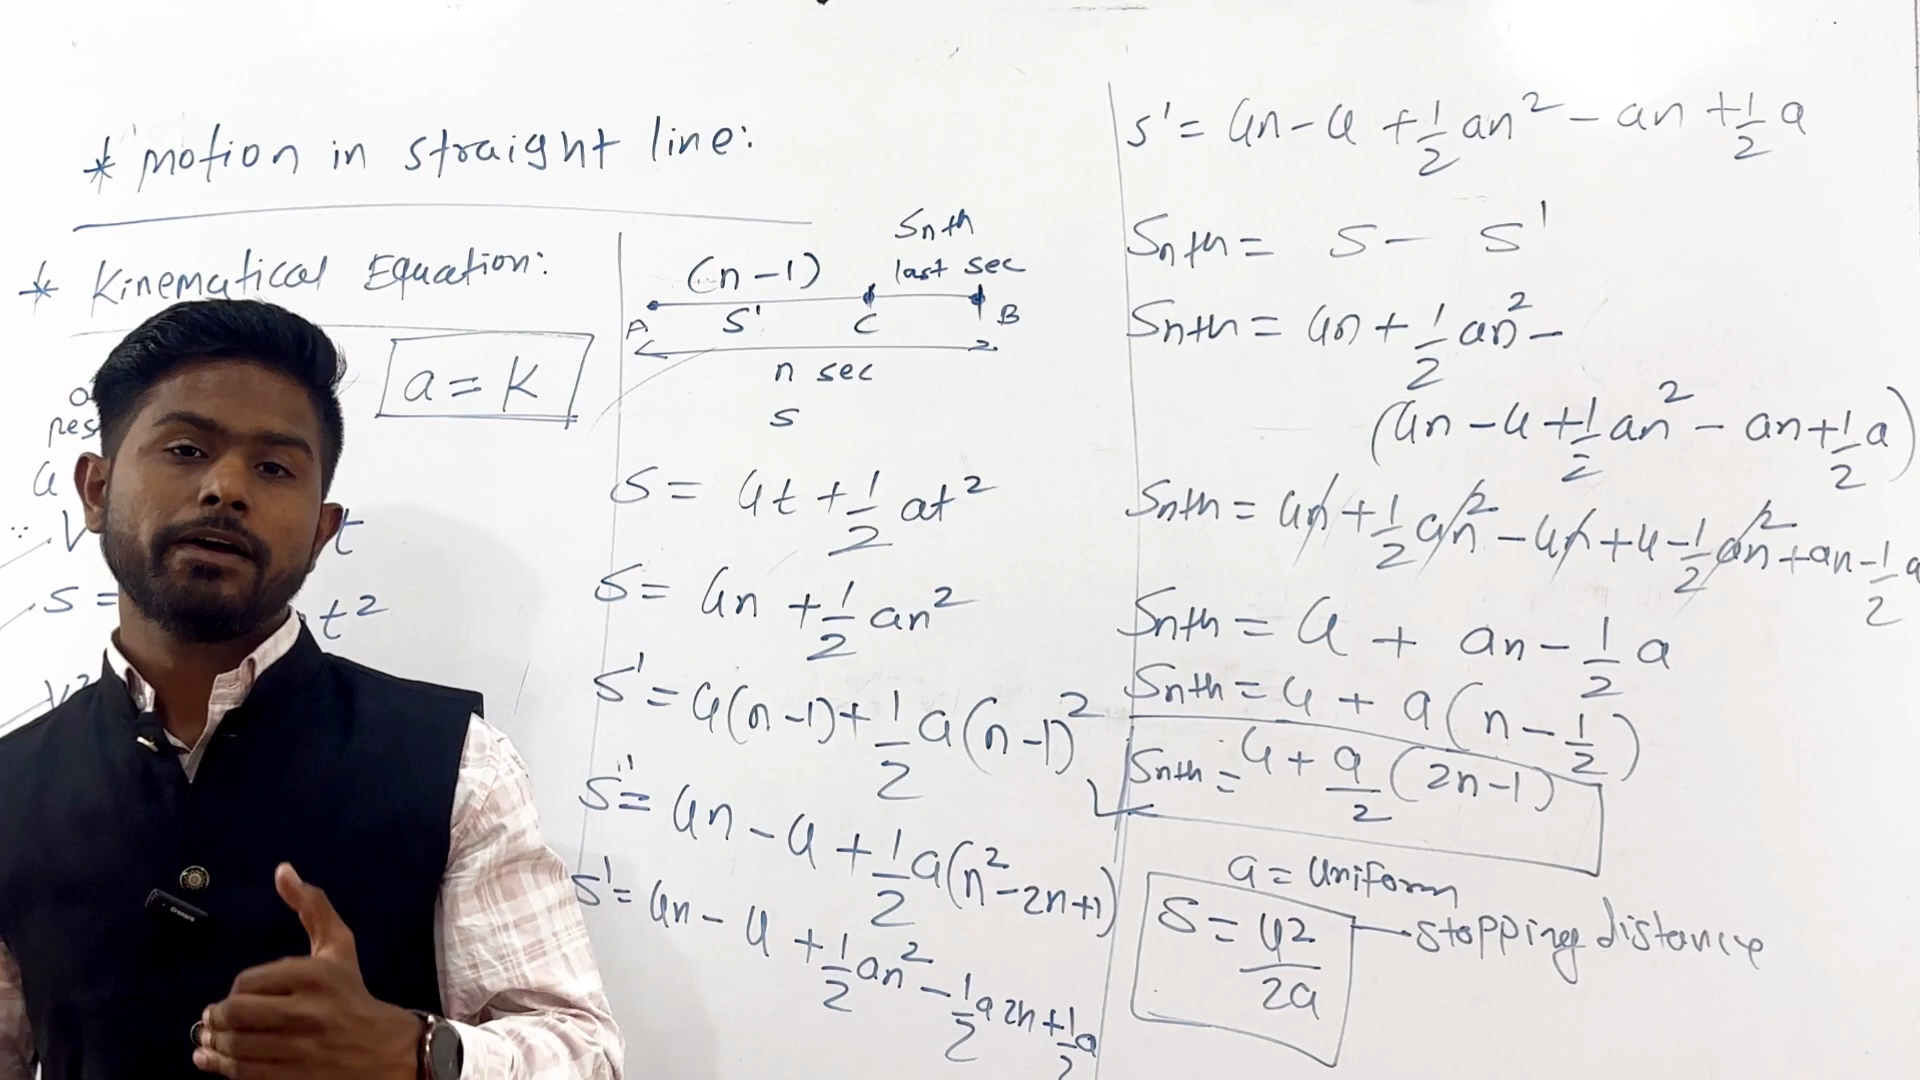 * motion in straight line:
* Kinematical Equation:
a = K
u
∵ V t
S = t²
V²
Snth
(n-1) last sec
A S' C B
n sec
S
S = ut + 1/2 at²
S = un + 1/2 an²
S' = u(n-1) + 1/2 a(n-1)²
S' = un - u + 1/2 a(n² - 2n + 1)
S' = un - u + 1/2 an² - 1/2 a 2n + 1/2 a
S' = un - u + 1/2 an² - an + 1/2 a
Snth = S - S'
Snth = un + 1/2 an² -
(un - u + 1/2 an² - an + 1/2 a)
Snth = un + 1/2 an² - un + u - 1/2 an² + an - 1/2 a
Snth = u + an - 1/2 a
Snth = u + a(n - 1/2)
Snth = u + a/2 (2n-1)
a = uniform
S = u²/2a stopping distance